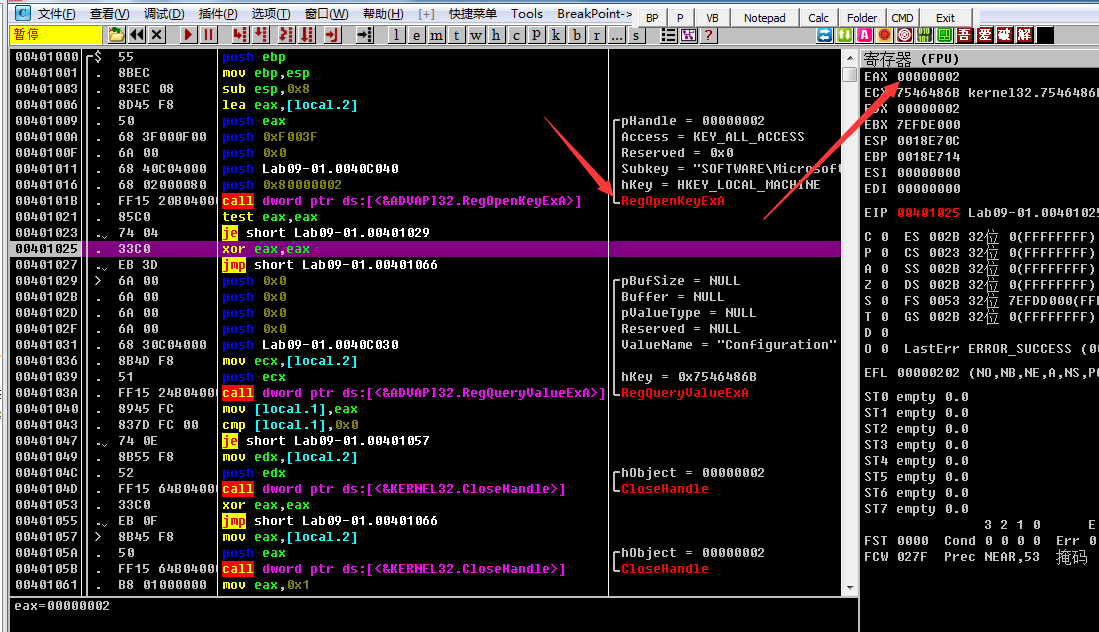 文件(F) 查看(V) 调试(D) 插件(P) 选项(T) 窗口(W) 帮助(H) [+] 快捷菜单 Tools BreakPoint-> BP P VB Notepad Calc Folder CMD Exit
暂停 l e m t w h c P k b r ... s ? A 吾 爱 破 解
00401000 $ 55 push ebp
00401001 . 8BEC mov ebp,esp
00401003 . 83EC 08 sub esp,0x8
00401006 . 8D45 F8 lea eax,[local.2]
00401009 . 50 push eax pHandle = 00000002
0040100A . 68 3F000F00 push 0xF003F Access = KEY_ALL_ACCESS
0040100F . 6A 00 push 0x0 Reserved = 0x0
00401011 . 68 40C04000 push Lab09-01.0040C040 Subkey = "SOFTWARE\Microsoft
00401016 . 68 02000080 push 0x80000002 hKey = HKEY_LOCAL_MACHINE
0040101B . FF15 20B04000 call dword ptr ds:[<&ADVAPI32.RegOpenKeyExA>] RegOpenKeyExA
00401021 . 85C0 test eax,eax
00401023 . 74 04 je short Lab09-01.00401029
00401025 . 33C0 xor eax,eax
00401027 . EB 3D jmp short Lab09-01.00401066
00401029 > 6A 00 push 0x0 pBufSize = NULL
0040102B . 6A 00 push 0x0 Buffer = NULL
0040102D . 6A 00 push 0x0 pValueType = NULL
0040102F . 6A 00 push 0x0 Reserved = NULL
00401031 . 68 30C04000 push Lab09-01.0040C030 ValueName = "Configuration"
00401036 . 8B4D F8 mov ecx,[local.2]
00401039 . 51 push ecx hKey = 0x7546486B
0040103A . FF15 24B04000 call dword ptr ds:[<&ADVAPI32.RegQueryValueExA>] RegQueryValueExA
00401040 . 8945 FC mov [local.1],eax
00401043 . 837D FC 00 cmp [local.1],0x0
00401047 . 74 0E je short Lab09-01.00401057
00401049 . 8B55 F8 mov edx,[local.2]
0040104C . 52 push edx hObject = 00000002
0040104D . FF15 64B04000 call dword ptr ds:[<&KERNEL32.CloseHandle>] CloseHandle
00401053 . 33C0 xor eax,eax
00401055 . EB 0F jmp short Lab09-01.00401066
00401057 > 8B45 F8 mov eax,[local.2]
0040105A . 50 push eax hObject = 00000002
0040105B . FF15 64B04000 call dword ptr ds:[<&KERNEL32.CloseHandle>] CloseHandle
00401061 . B8 01000000 mov eax,0x1
eax=00000002
寄存器 (FPU)
EAX 00000002
7546486B kernel32.7546486
00000002
EBX 7EFDE000
ESP 0018E70C
EBP 0018E714
ESI 00000000
EDI 00000000
EIP 00401025 Lab09-01.00401025
C 0 ES 002B 32位 0(FFFFFFFF)
P 0 CS 0023 32位 0(FFFFFFFF)
A 0 SS 002B 32位 0(FFFFFFFF)
Z 0 DS 002B 32位 0(FFFFFFFF)
S 0 FS 0053 32位 7EFDD000(FF
T 0 GS 002B 32位 0(FFFFFFFF)
D 0
O 0 LastErr ERROR_SUCCESS (0
EFL 00000202 (NO,NB,NE,A,NS,P
ST0 empty 0.0
ST1 empty 0.0
ST2 empty 0.0
ST3 empty 0.0
ST4 empty 0.0
ST5 empty 0.0
ST6 empty 0.0
ST7 empty 0.0
3 2 1 0 E
FST 0000 Cond 0 0 0 0 Err 0
FCW 027F Prec NEAR,53 掩码